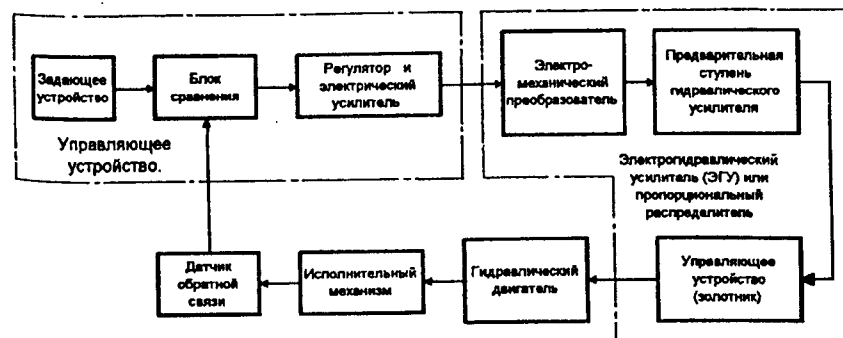 Задающее
устройство
Блок
сравнения
Регулятор и
электрический
усилитель
Электро-
механический
преобразователь
Предварительная
ступень
гидравлического
усилителя
Управляющее
устройство.
Электрогидравлический
усилитель (ЭГУ) или
пропорциональный
распределитель
Датчик
обратной
связи
Исполнительный
механизм
Гидравлический
двигатель
Управляющее
устройство
(золотник)